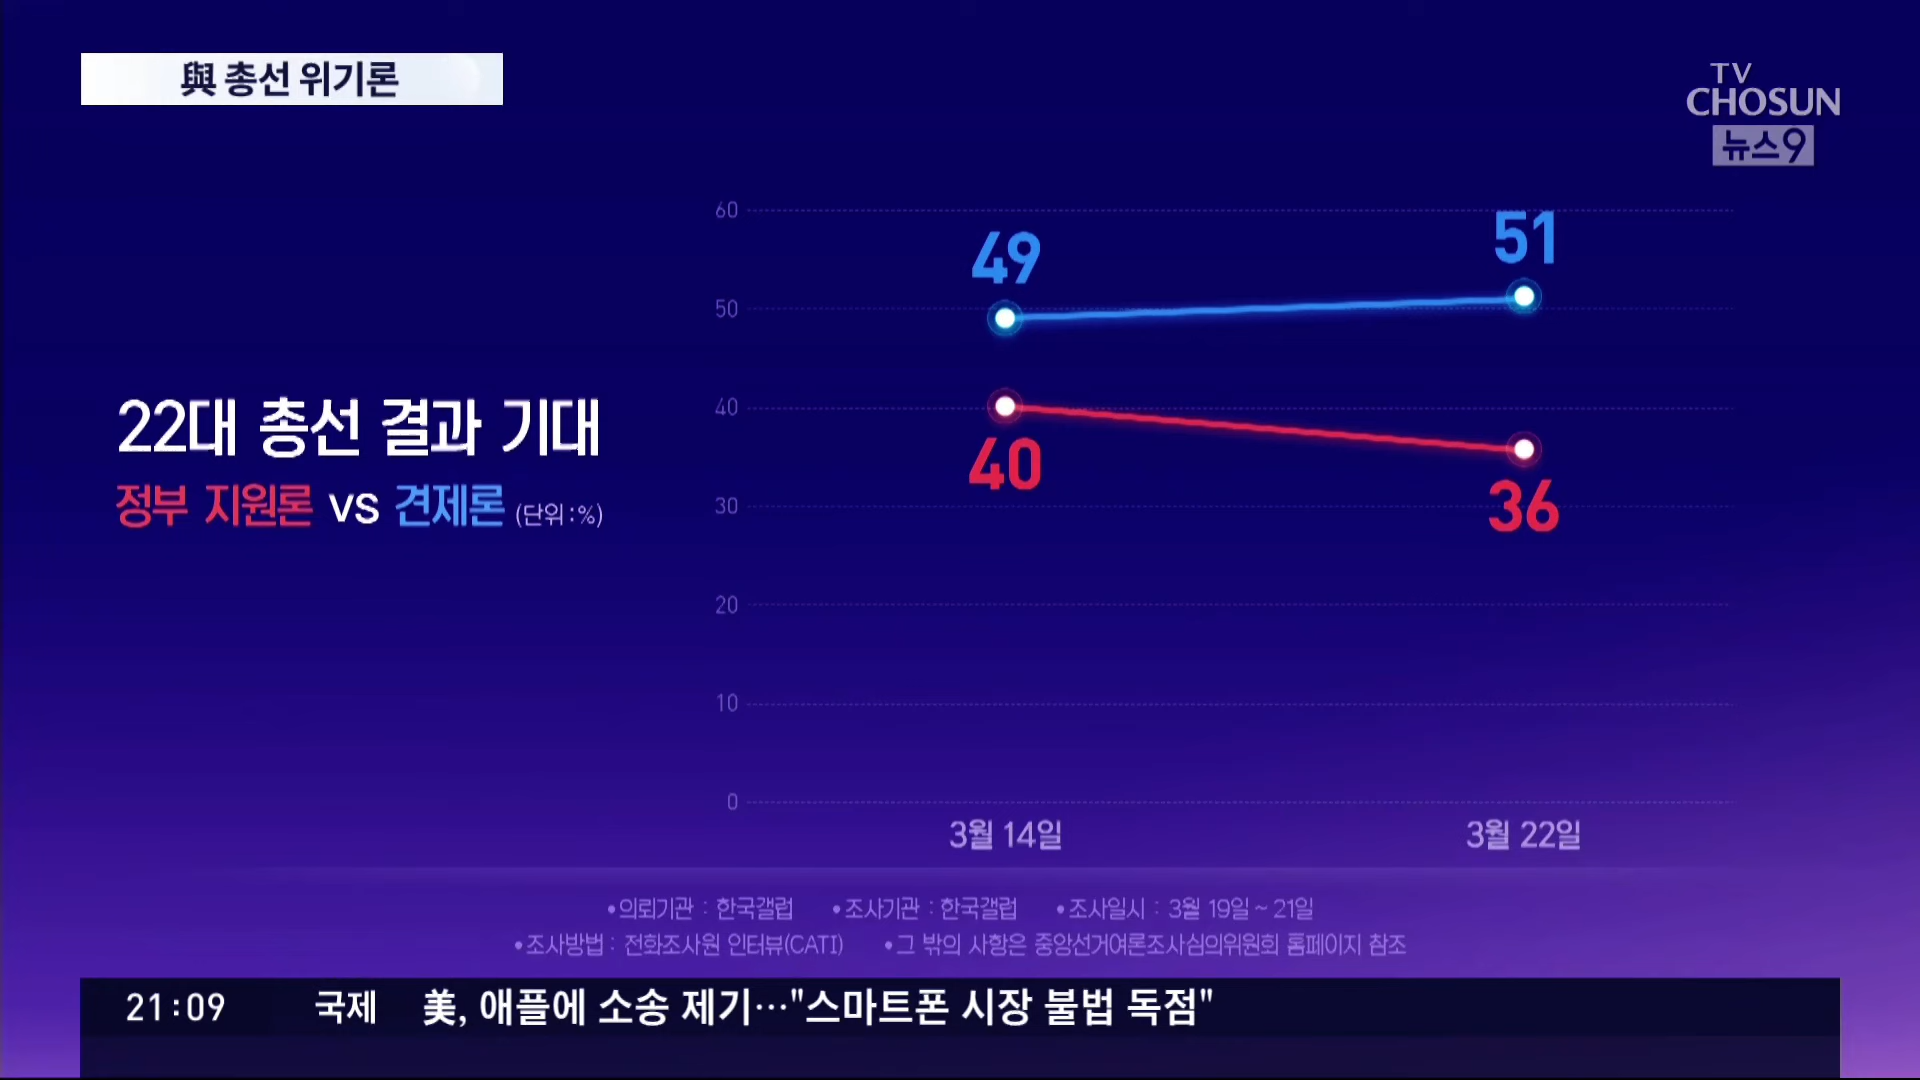 與 총선 위기론
TV
CHOSUN
뉴스9
22대 총선 결과 기대
정부 지원론 vs 견제론 (단위:%)
60
50
40
30
20
10
0
49
51
40
36
3월 14일
3월 22일
•의뢰기관 : 한국갤럽 •조사기관 : 한국갤럽 •조사일시 : 3월 19일 ~ 21일
•조사방법 : 전화조사원 인터뷰(CATI) •그 밖의 사항은 중앙선거여론조사심의위원회 홈페이지 참조
21:09 국제 美, 애플에 소송 제기…"스마트폰 시장 불법 독점"